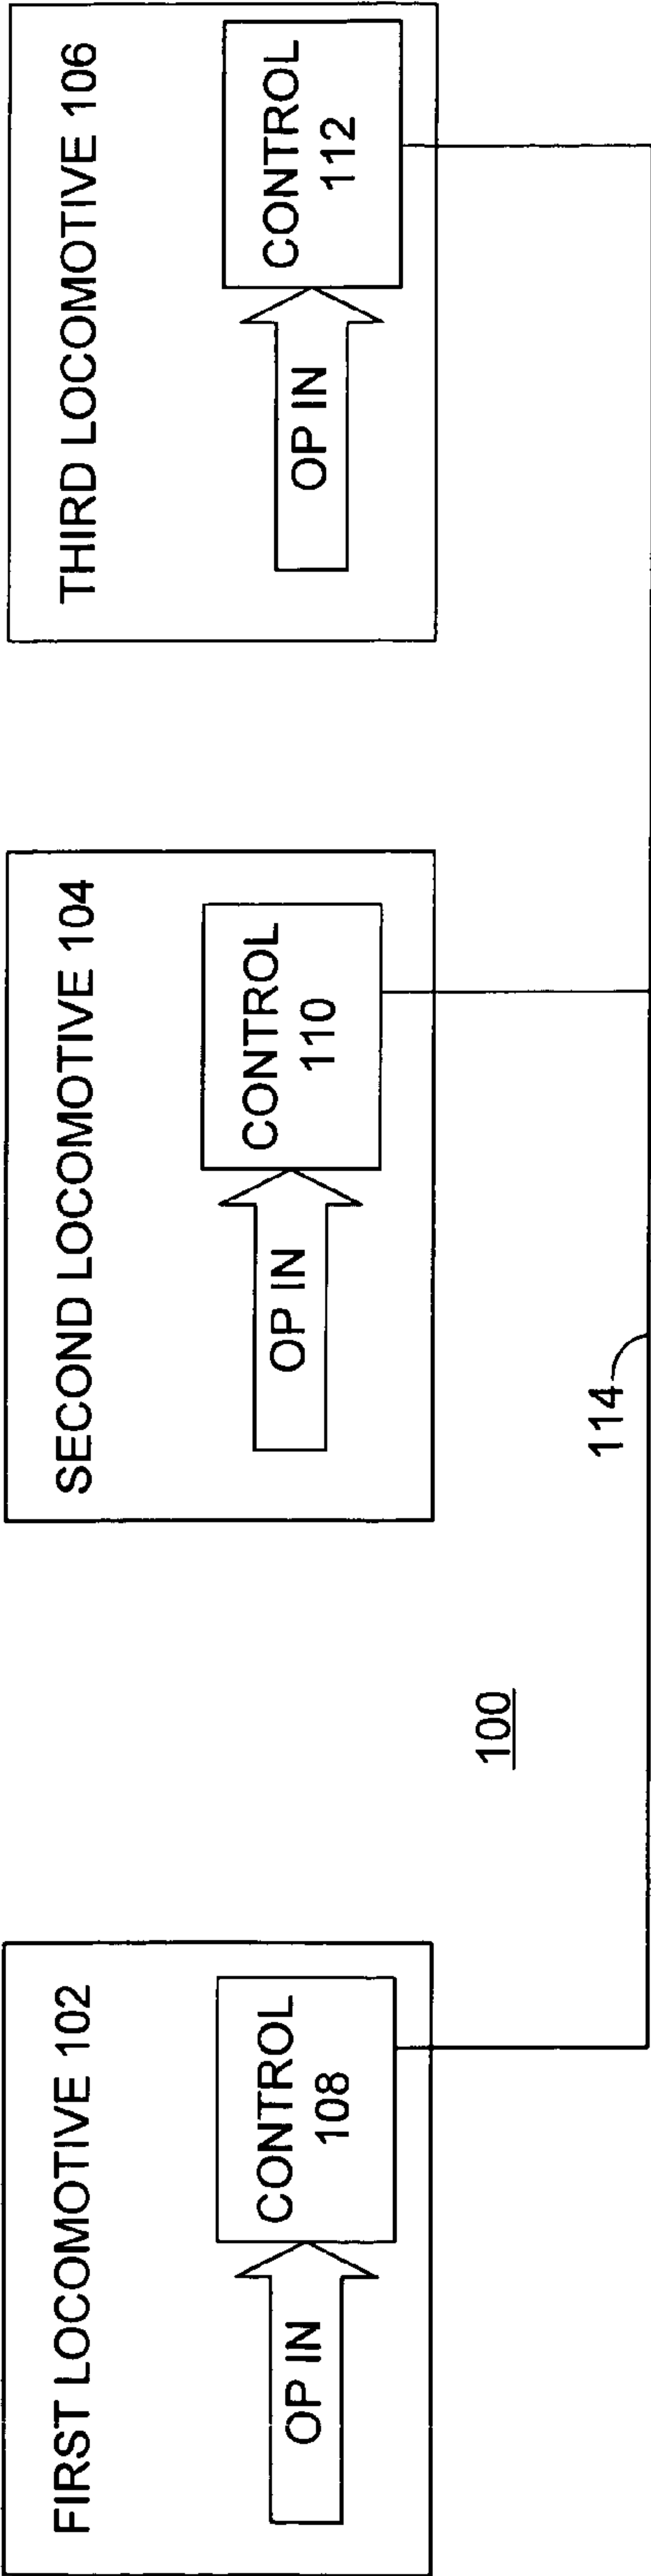 FIRST LOCOMOTIVE 102
OP IN
CONTROL
108
SECOND LOCOMOTIVE 104
OP IN
CONTROL
110
THIRD LOCOMOTIVE 106
OP IN
CONTROL
112
100
114